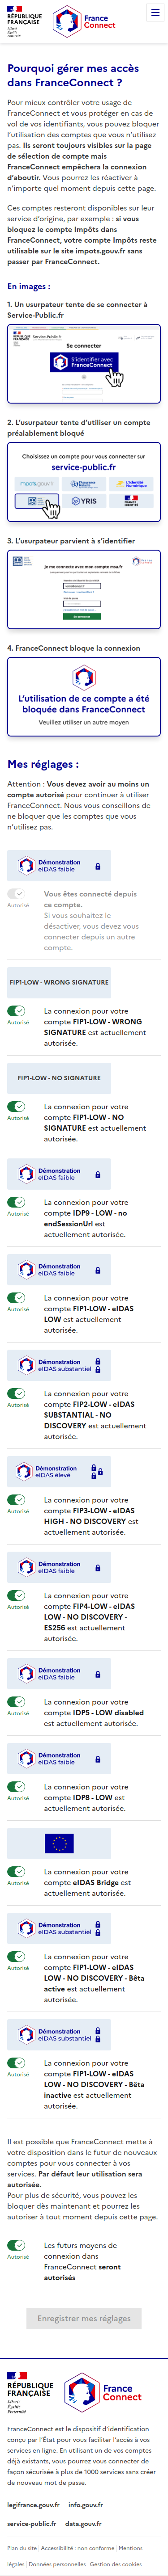 RÉPUBLIQUE
FRANÇAISE
Liberté
Égalité
Fraternité
France
Connect
Pourquoi gérer mes accès
dans FranceConnect ?
Pour mieux contrôler votre usage de
FranceConnect et vous protéger en cas de
vol de vos identifiants, vous pouvez bloquer
l’utilisation des comptes que vous n’utilisez
pas. Ils seront toujours visibles sur la page
de sélection de compte mais
FranceConnect empêchera la connexion
d’aboutir. Vous pourrez les réactiver à
n’importe quel moment depuis cette page.
Ces comptes resteront disponibles sur leur
service d’origine, par exemple : si vous
bloquez le compte Impôts dans
FranceConnect, votre compte Impôts reste
utilisable sur le site impots.gouv.fr sans
passer par FranceConnect.
En images :
1. Un usurpateur tente de se connecter à
Service-Public.fr
Service-Public.fr
Se connecter
S’identifier avec
FranceConnect
2. L’usurpateur tente d’utiliser un compte
préalablement bloqué
Choisissez un compte pour vous connecter sur
service-public.fr
impots.gouv.fr
l’Assurance
Maladie
L’Identité
Numérique
YRIS
FRANCE
IDENTITÉ
3. L’usurpateur parvient à s’identifier
Je me connecte avec mon compte msa.fr
4. FranceConnect bloque la connexion
L’utilisation de ce compte a été
bloquée dans FranceConnect
Veuillez utiliser un autre moyen
Mes réglages :
Attention : Vous devez avoir au moins un
compte autorisé pour continuer à utiliser
FranceConnect. Nous vous conseillons de
ne bloquer que les comptes que vous
n’utilisez pas.
Démonstration
eIDAS faible
Autorisé
Vous êtes connecté depuis
ce compte.
Si vous souhaitez le
désactiver, vous devez vous
connecter depuis un autre
compte.
FIP1-LOW - WRONG SIGNATURE
Autorisé
La connexion depuis votre
compte FIP1-LOW - WRONG
SIGNATURE est actuellement
autorisée.
FIP1-LOW - NO SIGNATURE
Autorisé
La connexion depuis votre
compte FIP1-LOW - NO
SIGNATURE est actuellement
autorisée.
Démonstration
eIDAS faible
Autorisé
La connexion depuis votre
compte IDP9 - LOW - no
endSessionUrl est
actuellement autorisée.
Démonstration
eIDAS faible
Autorisé
La connexion depuis votre
compte FIP1-LOW - eIDAS
LOW est actuellement
autorisée.
Démonstration
eIDAS substantiel
Autorisé
La connexion depuis votre
compte FIP2-LOW - eIDAS
SUBSTANTIAL - NO
DISCOVERY est actuellement
autorisée.
Démonstration
eIDAS élevé
Autorisé
La connexion depuis votre
compte FIP3-LOW - eIDAS
HIGH - NO DISCOVERY est
actuellement autorisée.
Démonstration
eIDAS faible
Autorisé
La connexion depuis votre
compte FIP4-LOW - eIDAS
LOW - NO DISCOVERY -
ES256 est actuellement
autorisée.
Démonstration
eIDAS faible
Autorisé
La connexion depuis votre
compte IDP5 - LOW disabled
est actuellement autorisée.
Démonstration
eIDAS faible
Autorisé
La connexion depuis votre
compte IDP8 - LOW est
actuellement autorisée.
Autorisé
La connexion depuis votre
compte eIDAS Bridge est
actuellement autorisée.
Démonstration
eIDAS substantiel
Autorisé
La connexion depuis votre
compte FIP1-LOW - eIDAS
LOW - NO DISCOVERY - Bêta
active est actuellement
autorisée.
Démonstration
eIDAS substantiel
Autorisé
La connexion depuis votre
compte FIP1-LOW - eIDAS
LOW - NO DISCOVERY - Bêta
inactive est actuellement
autorisée.
Il est possible que FranceConnect mette à
votre disposition dans le futur de nouveaux
comptes pour vous connecter à vos
services. Par défaut leur utilisation sera
autorisée.
Pour plus de sécurité, vous pouvez les
bloquer dès maintenant et pourrez les
autoriser à tout moment depuis cette page.
Autorisé
Les futurs moyens de
connexion dans
FranceConnect seront
autorisés
Enregistrer mes réglages
RÉPUBLIQUE
FRANÇAISE
Liberté
Égalité
Fraternité
France
Connect
FranceConnect est le dispositif d’identification
conçu par l’État pour vous faciliter l’accès à vos
services en ligne. En utilisant un de vos comptes
déjà existants, vous pouvez vous connecter de
façon sécurisée à plus de 1000 services sans créer
de nouveau mot de passe.
legifrance.gouv.fr info.gouv.fr
service-public.fr data.gouv.fr
Plan du site Accessibilité : non conforme Mentions
légales Données personnelles Gestion des cookies